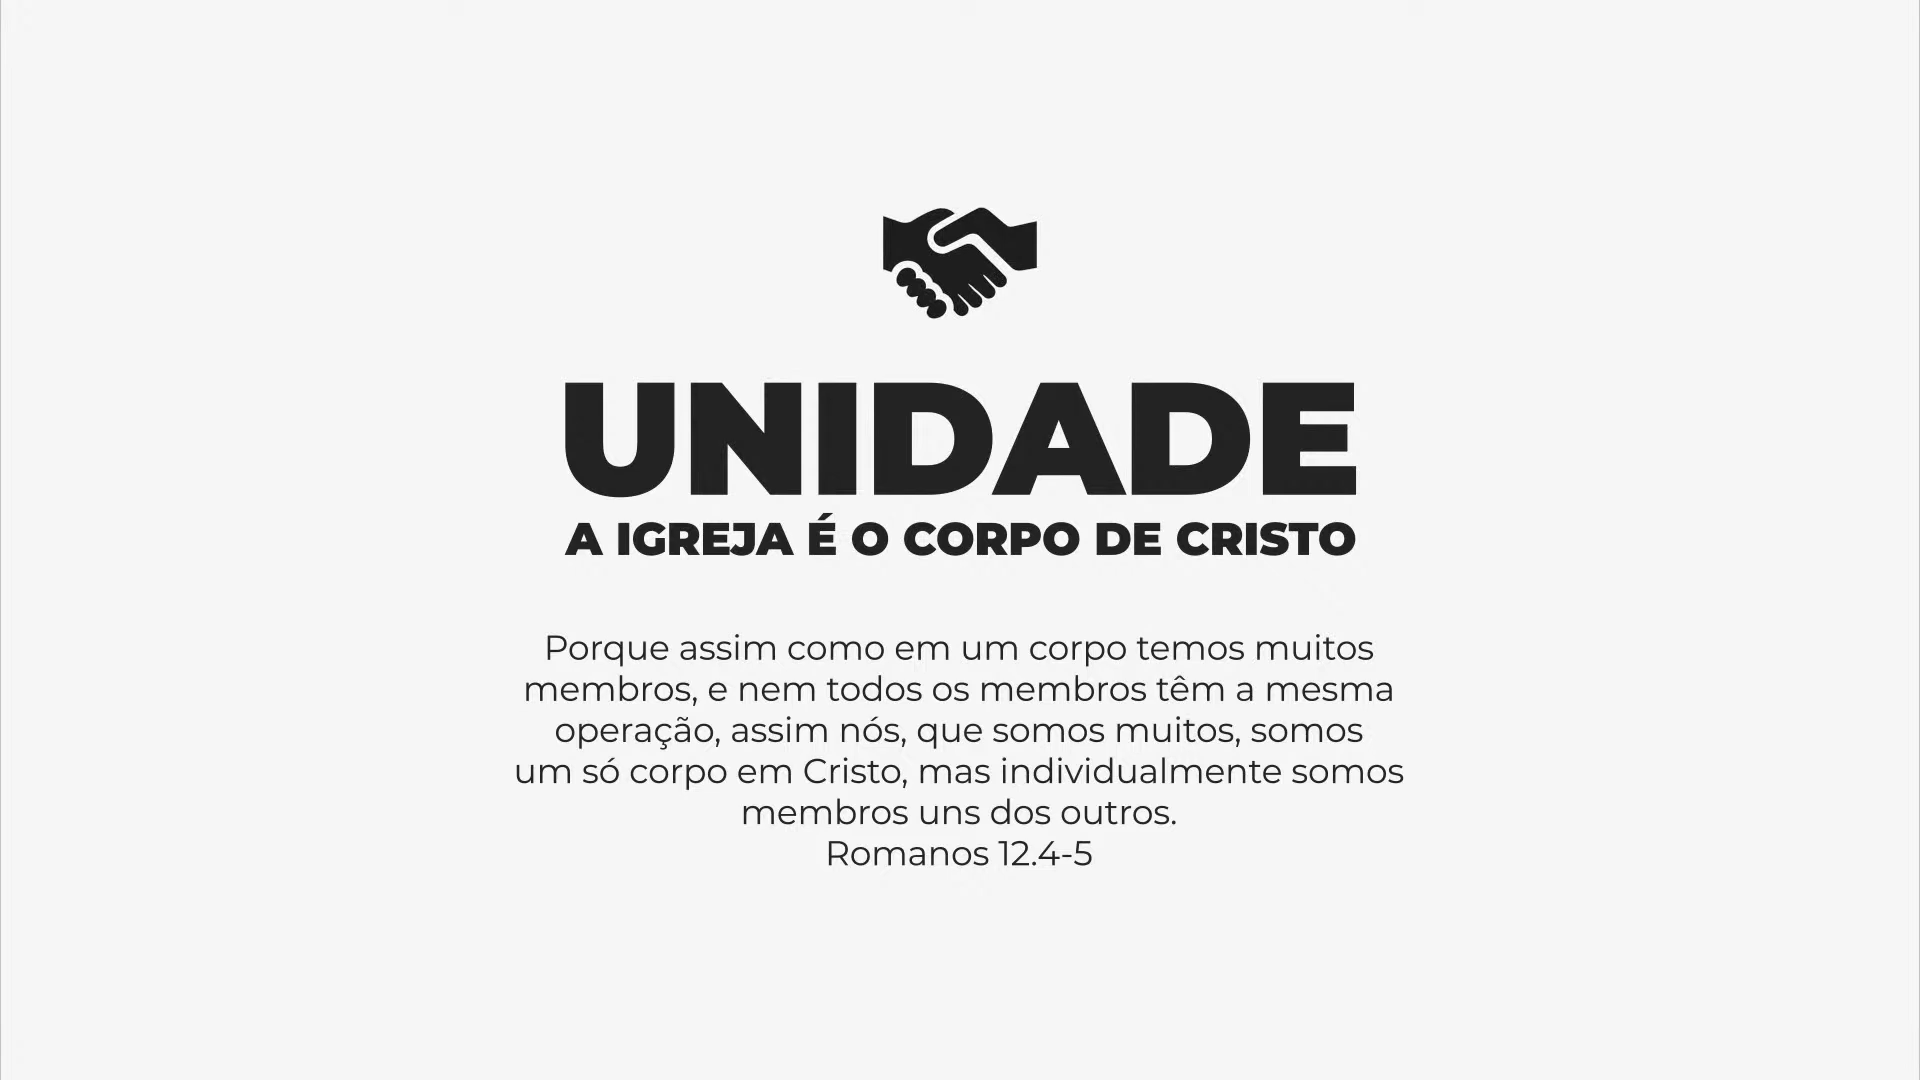 UNIDADE
A IGREJA É O CORPO DE CRISTO
Porque assim como em um corpo temos muitos
membros, e nem todos os membros têm a mesma
operação, assim nós, que somos muitos, somos
um só corpo em Cristo, mas individualmente somos
membros uns dos outros.
Romanos 12.4-5